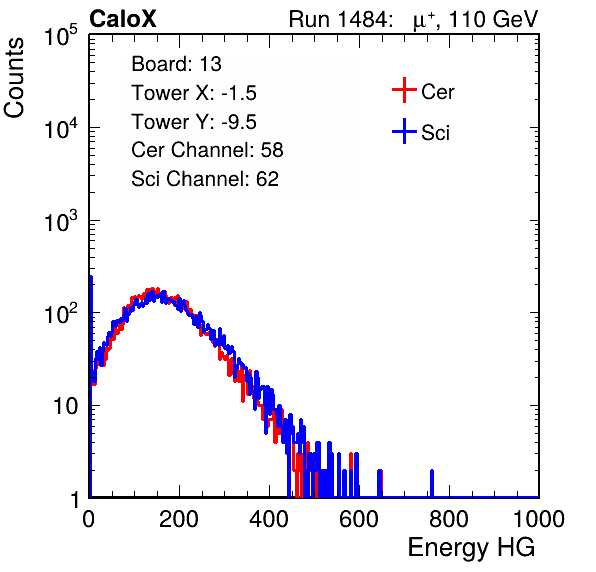 CaloX Run 1484: μ⁺, 110 GeV
Counts
10⁵
10⁴
10³
10²
10
1
Board: 13
Tower X: -1.5
Tower Y: -9.5
Cer Channel: 58
Sci Channel: 62
Cer
Sci
0 200 400 600 800 1000
Energy HG